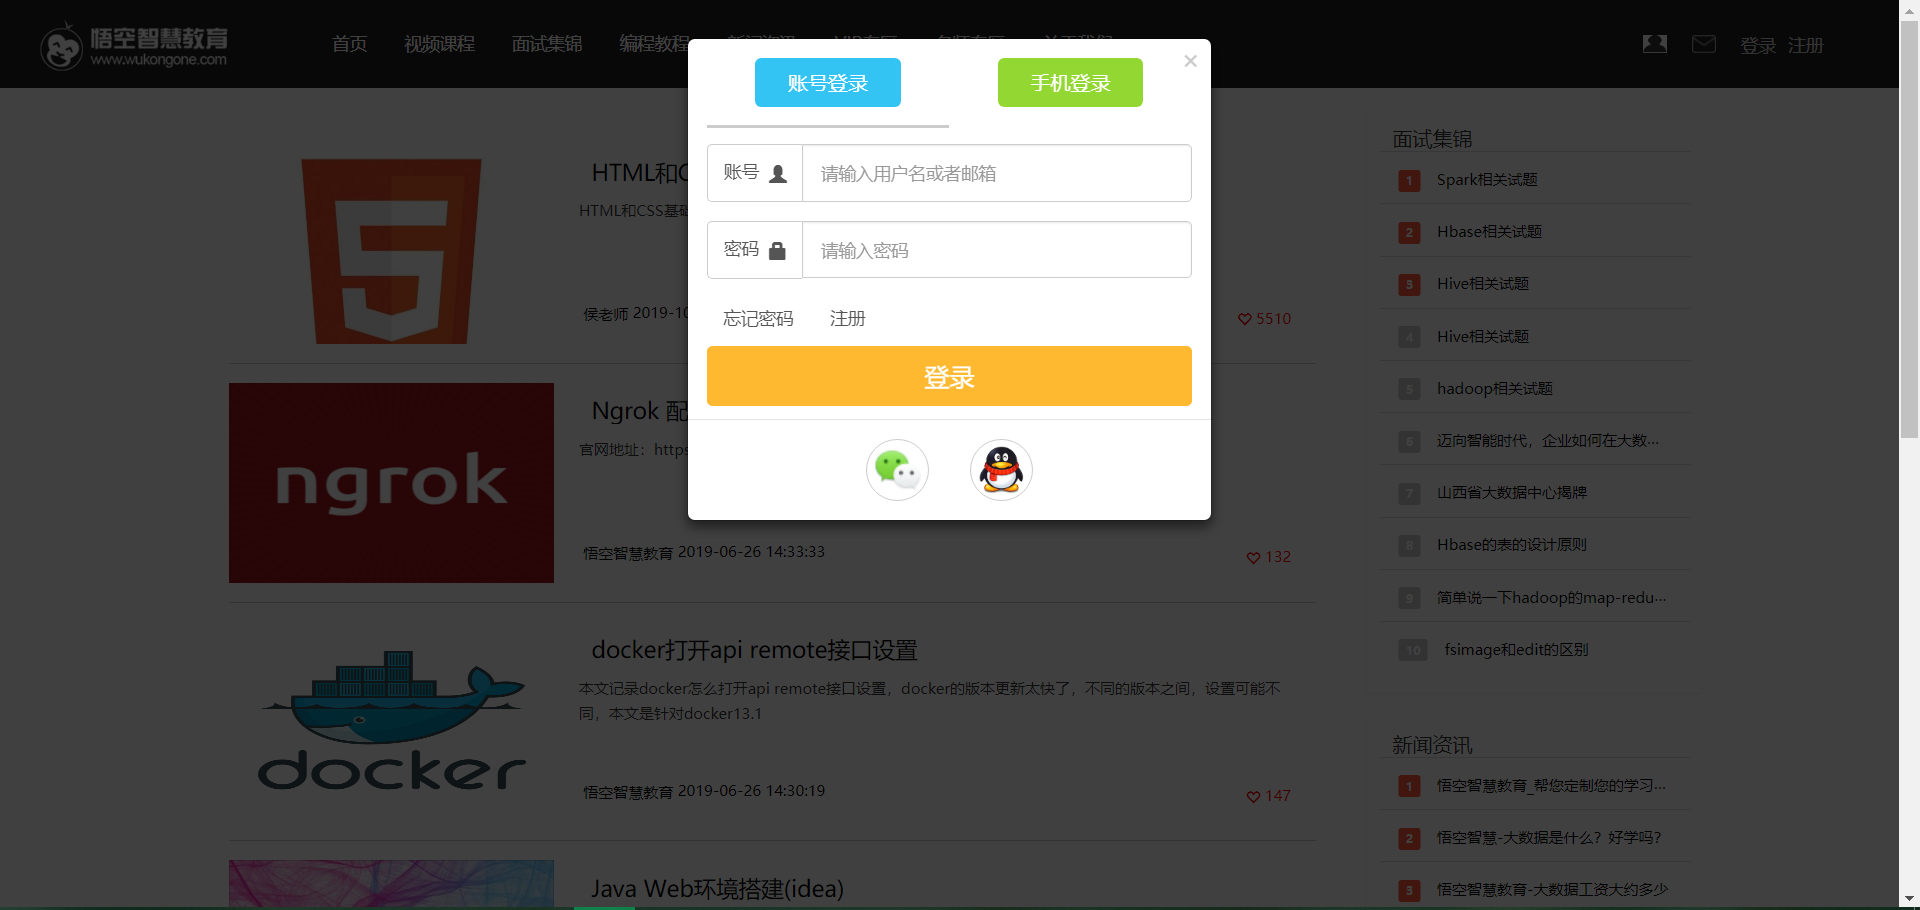 悟空智慧教育
www.wukongone.com
首页 视频课程 面试集锦 编程教程
登录 注册
账号登录
手机登录
×
账号
请输入用户名或者邮箱
密码
请输入密码
忘记密码 注册
登录
HTML和C
HTML和CSS基础
侯老师 2019-10
5510
ngrok
Ngrok 配
官网地址：https
悟空智慧教育 2019-06-26 14:33:33
132
docker
docker打开api remote接口设置
本文记录docker怎么打开api remote接口设置，docker的版本更新太快了，不同的版本之间，设置可能不
同，本文是针对docker13.1
悟空智慧教育 2019-06-26 14:30:19
147
Java Web环境搭建(idea)
面试集锦
1 Spark相关试题
2 Hbase相关试题
3 Hive相关试题
4 Hive相关试题
5 hadoop相关试题
6 迈向智能时代，企业如何在大数...
7 山西省大数据中心揭牌
8 Hbase的表的设计原则
9 简单说一下hadoop的map-redu...
10 fsimage和edit的区别
新闻资讯
1 悟空智慧教育_帮您定制您的学习...
2 悟空智慧-大数据是什么？好学吗？
3 悟空智慧教育-大数据工资大约多少